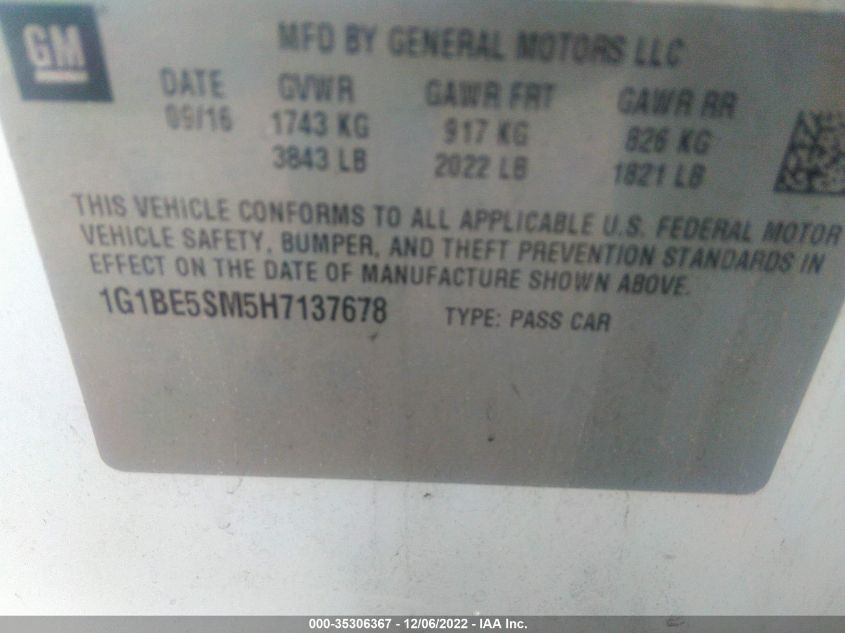 GM
MFD BY GENERAL MOTORS LLC
DATE GVWR GAWR FRT GAWR RR
09/16 1743 KG 917 KG 826 KG
3843 LB 2022 LB 1821 LB
THIS VEHICLE CONFORMS TO ALL APPLICABLE U.S. FEDERAL MOTOR
VEHICLE SAFETY, BUMPER, AND THEFT PREVENTION STANDARDS IN
EFFECT ON THE DATE OF MANUFACTURE SHOWN ABOVE.
1G1BE5SM5H7137678 TYPE: PASS CAR
000-35306367 - 12/06/2022 - IAA Inc.